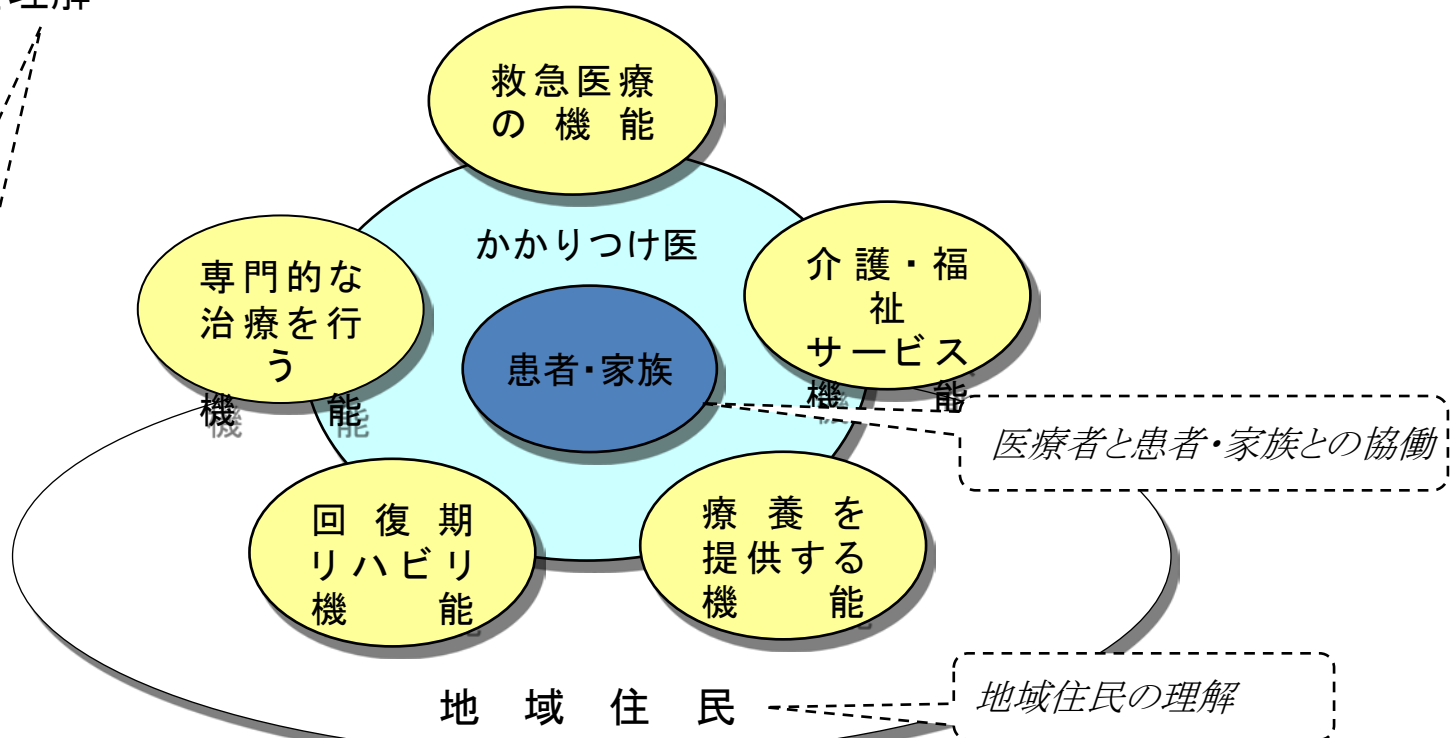 理解
救急医療
の機能
かかりつけ医
専門的な
治療を行
う
機能
介護・福
祉
サービス
機能
患者・家族
医療者と患者・家族との協働
回復期
リハビリ
機能
療養を
提供する
機能
地域住民
地域住民の理解